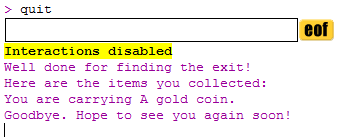 > quit
eof
Interactions disabled
Well done for finding the exit!
Here are the items you collected:
You are carrying A gold coin.
Goodbye. Hope to see you again soon!